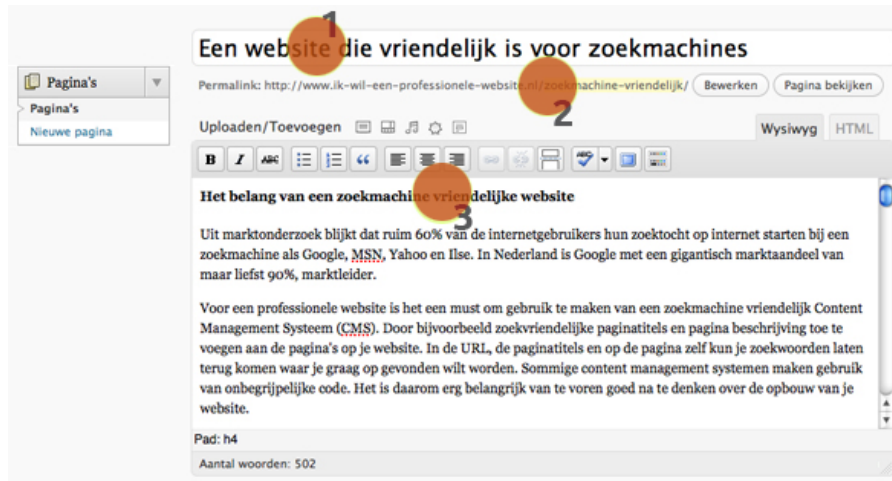 1
Een website die vriendelijk is voor zoekmachines
Pagina's
Permalink: http://www.ik-wil-een-professionele-website.nl/zoekmachine-vriendelijk/ Bewerken Pagina bekijken
2
Pagina's
Nieuwe pagina
Uploaden/Toevoegen
Wysiwyg HTML
B I ABC ABC
Het belang van een zoekmachine vriendelijke website
3
Uit marktonderzoek blijkt dat ruim 60% van de internetgebruikers hun zoektocht op internet starten bij een
zoekmachine als Google, MSN, Yahoo en Ilse. In Nederland is Google met een gigantisch marktaandeel van
maar liefst 90%, marktleider.
Voor een professionele website is het een must om gebruik te maken van een zoekmachine vriendelijk Content
Management Systeem (CMS). Door bijvoorbeeld zoekvriendelijke paginatitels en pagina beschrijving toe te
voegen aan de pagina's op je website. In de URL, de paginatitels en op de pagina zelf kun je zoekwoorden laten
terug komen waar je graag op gevonden wilt worden. Sommige content management systemen maken gebruik
van onbegrijpelijke code. Het is daarom erg belangrijk van te voren goed na te denken over de opbouw van je
website.
Pad: h4
Aantal woorden: 502